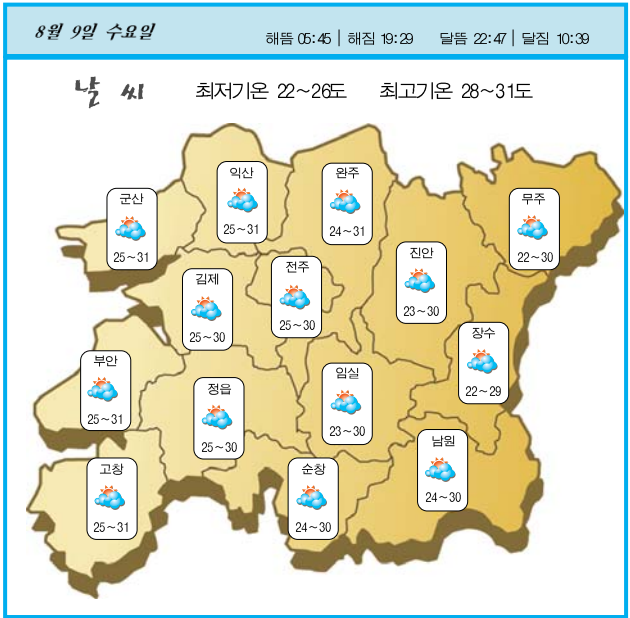 8월 9일 수요일
해뜸 05:45 | 해짐 19:29 달뜸 22:47 | 달짐 10:39
날 씨 최저기온 22~26도 최고기온 28~31도
익산
25~31
완주
24~31
군산
25~31
무주
22~30
진안
23~30
전주
25~30
김제
25~30
장수
22~29
부안
25~31
임실
23~30
정읍
25~30
남원
24~30
고창
25~31
순창
24~30